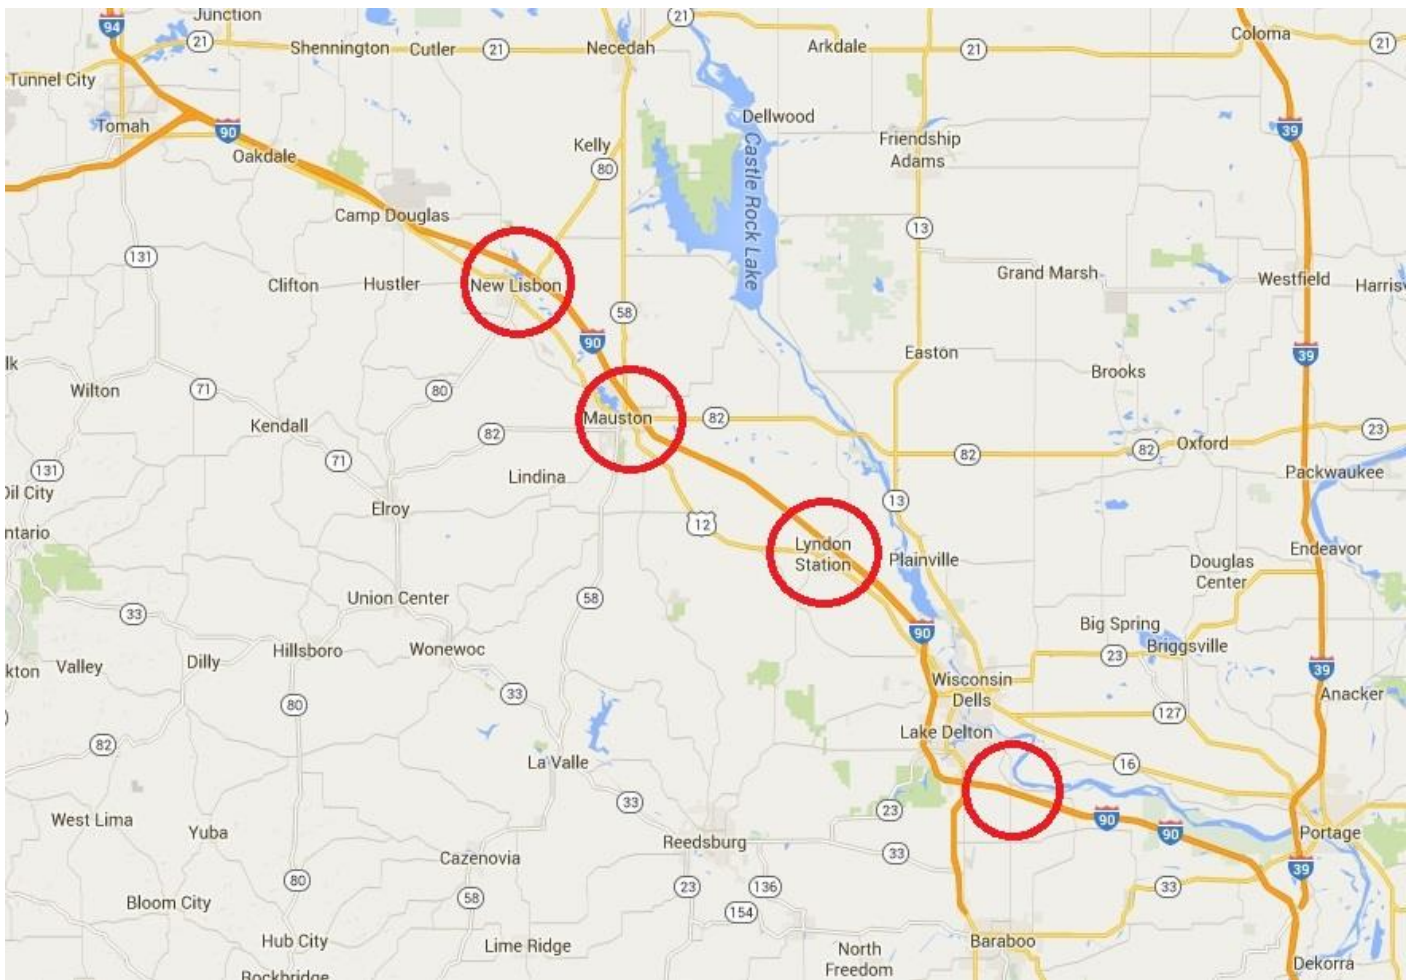 Junction
94
21
Shennington
Cutler
21
Necedah
21
Arkdale
21
Coloma
21
Tunnel City
Tomah
90
Oakdale
Kelly
80
Dellwood
Castle Rock Lake
Friendship
Adams
39
Camp Douglas
131
Clifton
Hustler
New Lisbon
58
13
Grand Marsh
Westfield
Harrisv
90
Easton
39
lk
Wilton
71
80
Brooks
Kendall
82
Mauston
82
82
82
Oxford
23
131
71
Lindina
Packwaukee
Oil City
Elroy
12
13
ntario
Lyndon
Station
Plainville
Endeavor
Douglas
Center
33
Union Center
58
90
Big Spring
23
Briggsville
kton
Valley
Dilly
Hillsboro
Wonewoc
39
Anacker
Wisconsin
Dells
33
80
127
82
Lake Delton
La Valle
16
33
23
90
90
Portage
West Lima
Yuba
Reedsburg
Cazenovia
33
39
80
58
23
136
33
Bloom City
154
Hub City
Lime Ridge
North
Freedom
Baraboo
Dekorra
Rockbridge